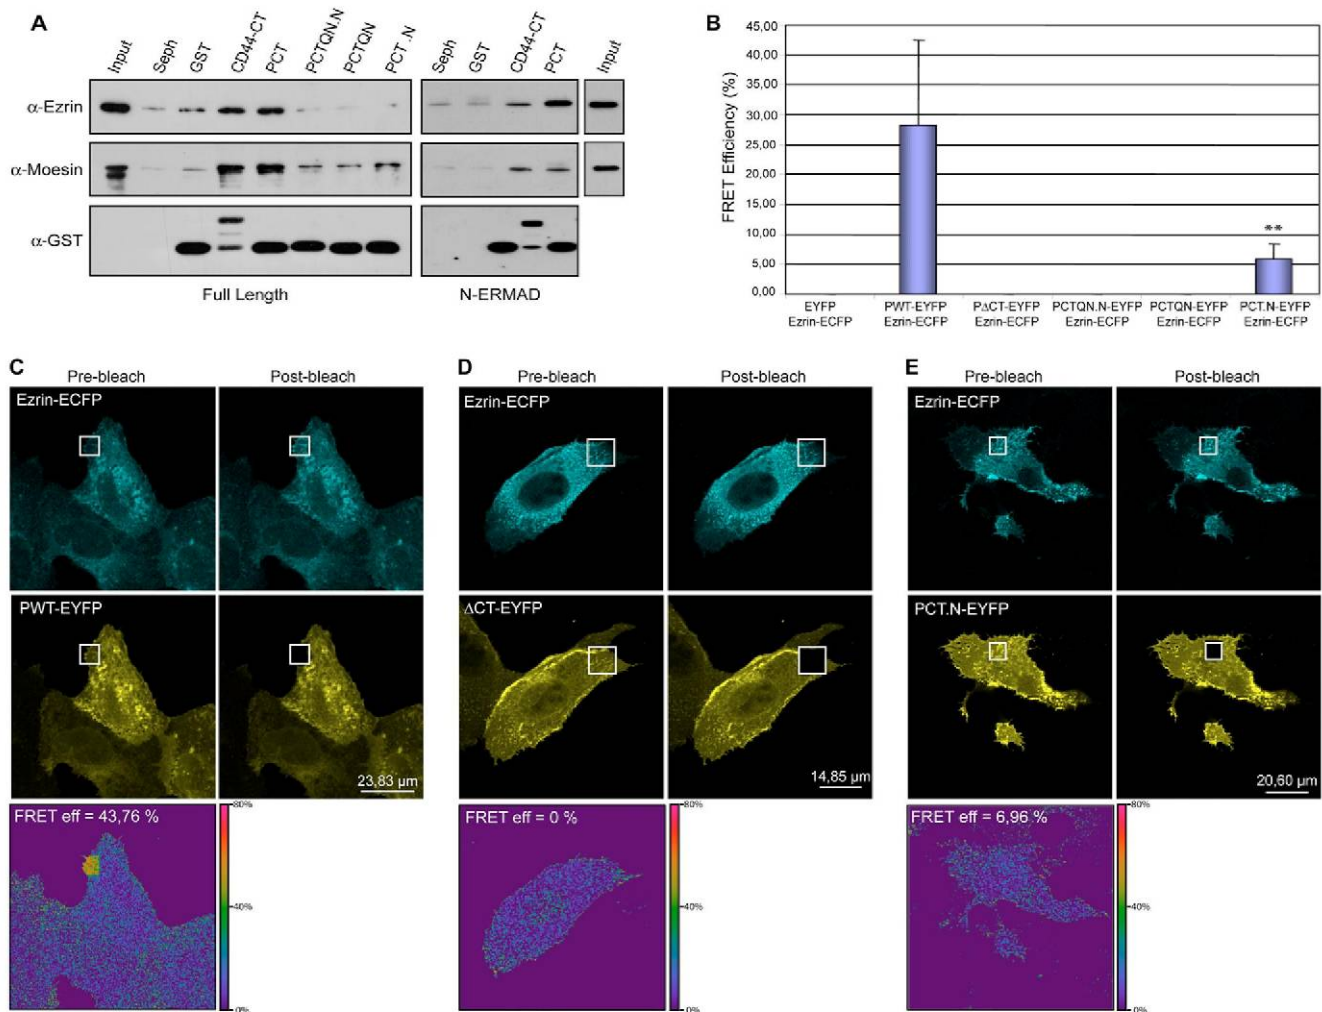 A
Input Seph GST CD44-CT PCT PCTQN.N PCTQN PCT .N Seph GST CD44-CT PCT Input
α-Ezrin
α-Moesin
α-GST
Full Length N-ERMAD
B
FRET Efficiency (%)
45,00
40,00
35,00
30,00
25,00
20,00
15,00
10,00
5,00
0,00
**
EYFP PWT-EYFP PΔCT-EYFP PCTQN.N-EYFP PCTQN-EYFP PCT.N-EYFP
Ezrin-ECFP Ezrin-ECFP Ezrin-ECFP Ezrin-ECFP Ezrin-ECFP Ezrin-ECFP
C
Pre-bleach Post-bleach
Ezrin-ECFP
PWT-EYFP
23,83 µm
FRET eff = 43,76 %
80%
40%
0%
D
Pre-bleach Post-bleach
Ezrin-ECFP
ΔCT-EYFP
14,85 µm
FRET eff = 0 %
80%
40%
0%
E
Pre-bleach Post-bleach
Ezrin-ECFP
PCT.N-EYFP
20,60 µm
FRET eff = 6,96 %
80%
40%
0%